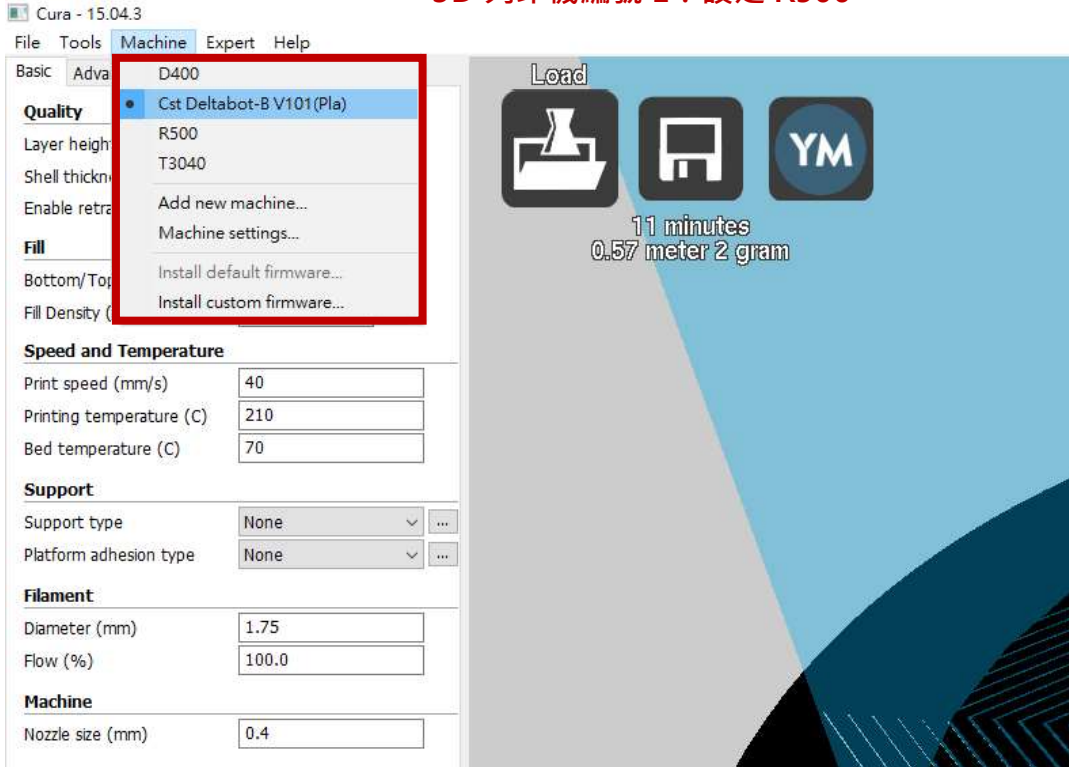 Cura - 15.04.3
File Tools Machine Expert Help
Basic Adva
D400
Cst Deltabot-B V101(Pla)
R500
T3040
Add new machine...
Machine settings...
Install default firmware...
Install custom firmware...
Quality
Layer heigh
Shell thickn
Enable retra
Fill
Bottom/Top
Fill Density (
Speed and Temperature
Print speed (mm/s) 40
Printing temperature (C) 210
Bed temperature (C) 70
Support
Support type None ...
Platform adhesion type None ...
Filament
Diameter (mm) 1.75
Flow (%) 100.0
Machine
Nozzle size (mm) 0.4
Load
YM
11 minutes
0.57 meter 2 gram